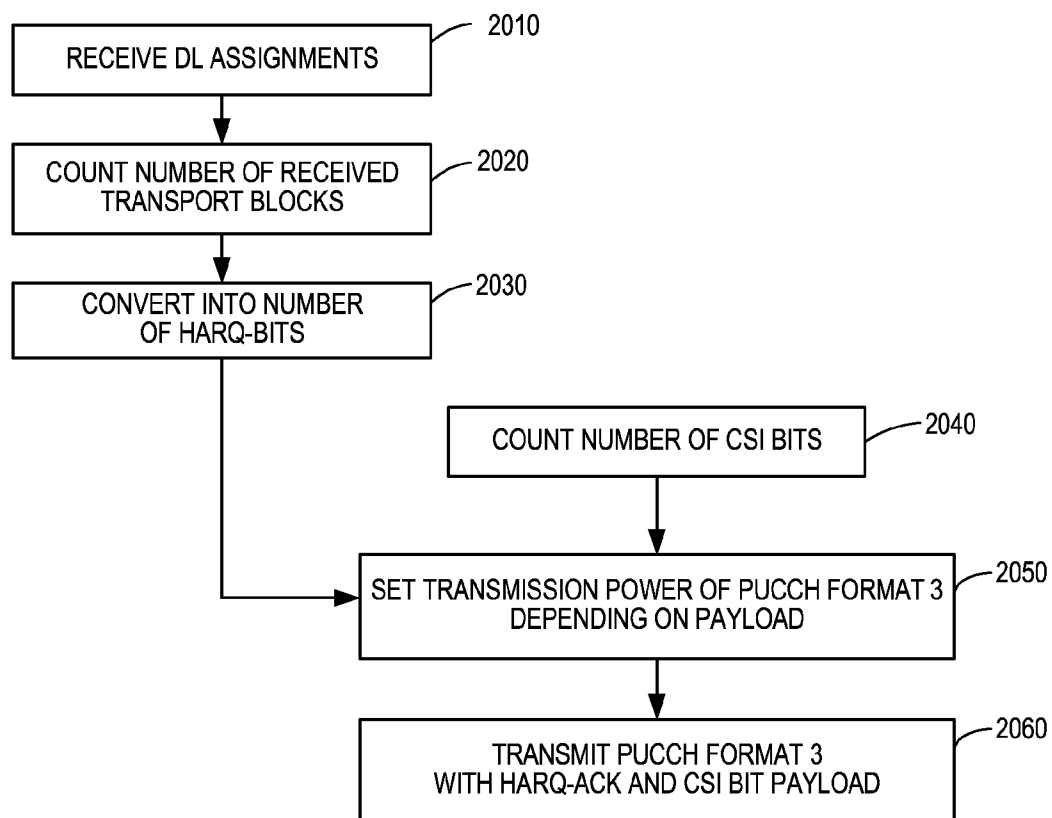 2010
RECEIVE DL ASSIGNMENTS
2020
COUNT NUMBER OF RECEIVED
TRANSPORT BLOCKS
2030
CONVERT INTO NUMBER
OF HARQ-BITS
2040
COUNT NUMBER OF CSI BITS
2050
SET TRANSMISSION POWER OF PUCCH FORMAT 3
DEPENDING ON PAYLOAD
2060
TRANSMIT PUCCH FORMAT 3
WITH HARQ-ACK AND CSI BIT PAYLOAD